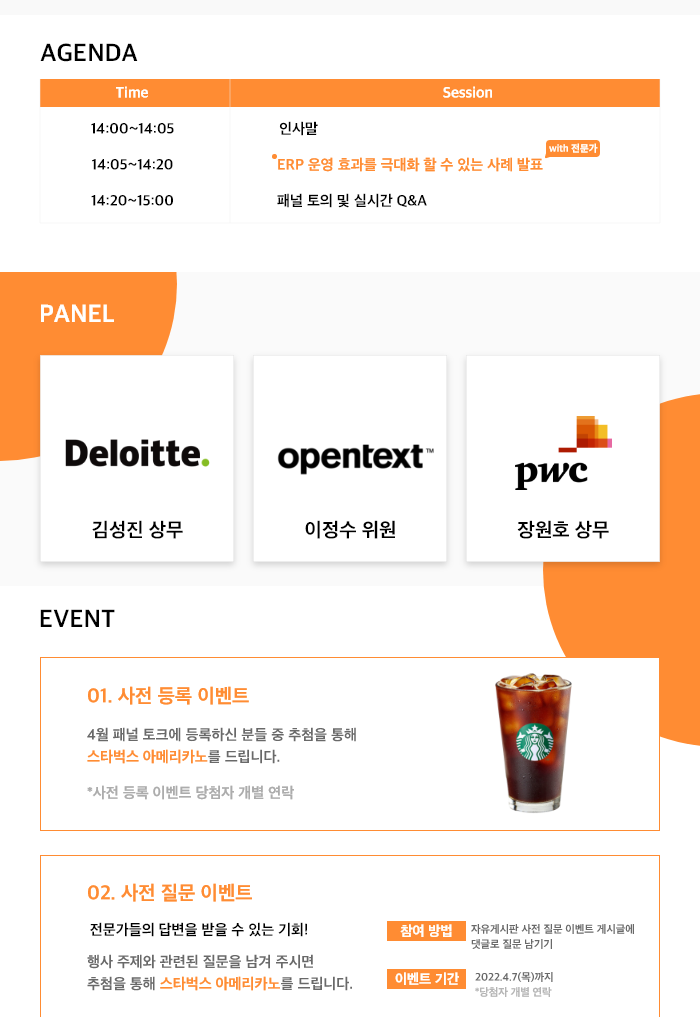 AGENDA
Time Session
14:00~14:05 인사말
with 전문가
14:05~14:20 ERP 운영 효과를 극대화 할 수 있는 사례 발표
14:20~15:00 패널 토의 및 실시간 Q&A
PANEL
Deloitte.
김성진 상무
opentext™
이정수 위원
pwc
장원호 상무
EVENT
01. 사전 등록 이벤트
4월 패널 토크에 등록하신 분들 중 추첨을 통해
스타벅스 아메리카노를 드립니다.
*사전 등록 이벤트 당첨자 개별 연락
02. 사전 질문 이벤트
전문가들의 답변을 받을 수 있는 기회!
행사 주제와 관련된 질문을 남겨 주시면
추첨을 통해 스타벅스 아메리카노를 드립니다.
참여 방법 자유게시판 사전 질문 이벤트 게시글에
댓글로 질문 남기기
이벤트 기간 2022.4.7(목)까지
*당첨자 개별 연락